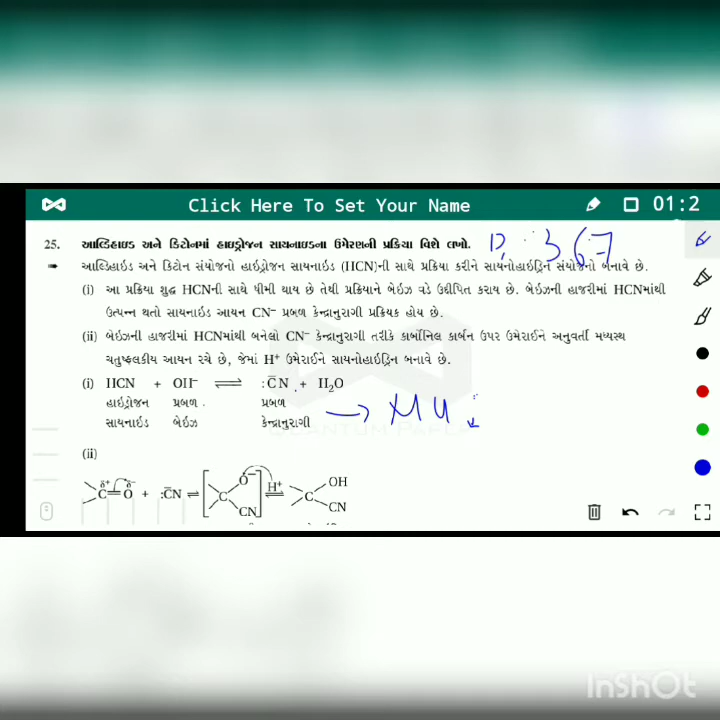 Click Here To Set Your Name 01:2
25. આલ્ડિહાઇડ અને કિટોનમાં હાઇડ્રોજન સાયનાઇડના ઉમેરણની પ્રક્રિયા વિશે લખો. P. 367
➡ આલ્ડિહાઇડ અને કિટોન સંયોજનો હાઇડ્રોજન સાયનાઇડ (HCN)ની સાથે પ્રક્રિયા કરીને સાયનોહાઇડ્રિન સંયોજનો બનાવે છે.
(i) આ પ્રક્રિયા શુદ્ધ HCNની સાથે ધીમી થાય છે તેથી પ્રક્રિયાને બેઇઝ વડે ઉદ્દીપિત કરાય છે. બેઇઝની હાજરીમાં HCNમાંથી
ઉત્પન્ન થતો સાયનાઇડ આયન CN⁻ પ્રબળ કેન્દ્રાનુરાગી પ્રક્રિયક હોય છે.
(ii) બેઇઝની હાજરીમાં HCNમાંથી બનેલો CN⁻ કેન્દ્રાનુરાગી તરીકે કાર્બોનિલ કાર્બન ઉપર ઉમેરાઈને અનુવર્તી મધ્યસ્થ
ચતુષ્ફલકીય આયન રચે છે, જેમાં H⁺ ઉમેરાઈને સાયનોહાઇડ્રિન બનાવે છે.
(i) HCN + OH⁻ ⇌ :C̄N + H₂O
હાઇડ્રોજન પ્રબળ પ્રબળ
સાયનાઇડ બેઇઝ કેન્દ્રાનુરાગી
(ii)
C=O + :C̄N ⇌ [C O⁻ CN] H⁺ ⇌ C OH CN
δ+ δ-
InShOt